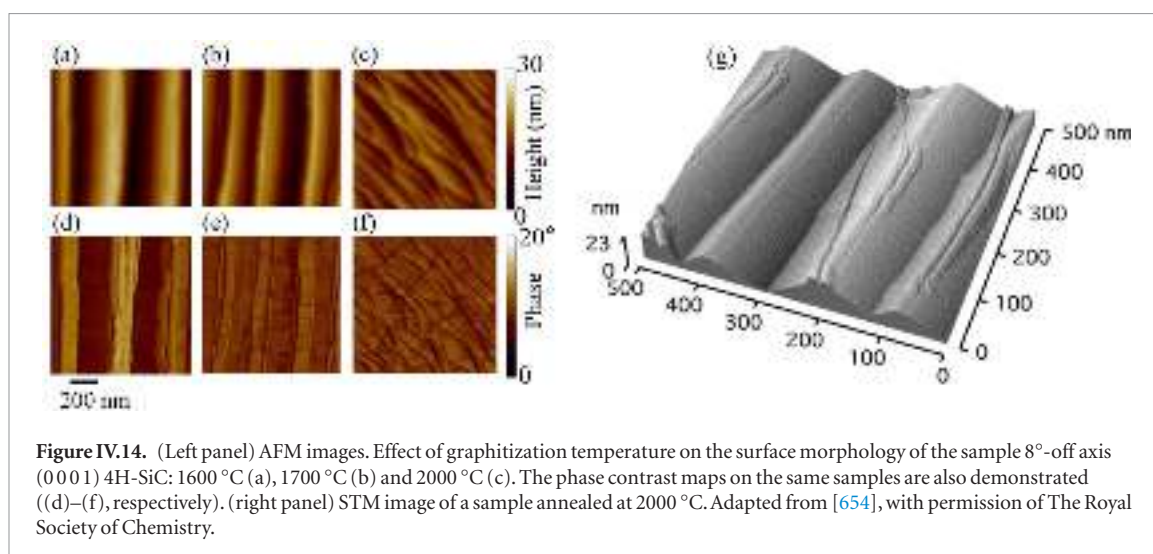 (a) (b) (c) (g)
30
Height (nm)
0
(d) (e) (f)
20°
Phase
0
200 nm
500 nm
400
300
200
100
0
nm
23
0
500
400
300
200
100
0
Figure IV.14. (Left panel) AFM images. Effect of graphitization temperature on the surface morphology of the sample 8°-off axis
(0 0 0 1) 4H-SiC: 1600 °C (a), 1700 °C (b) and 2000 °C (c). The phase contrast maps on the same samples are also demonstrated
((d)–(f), respectively). (right panel) STM image of a sample annealed at 2000 °C. Adapted from [654], with permission of The Royal
Society of Chemistry.